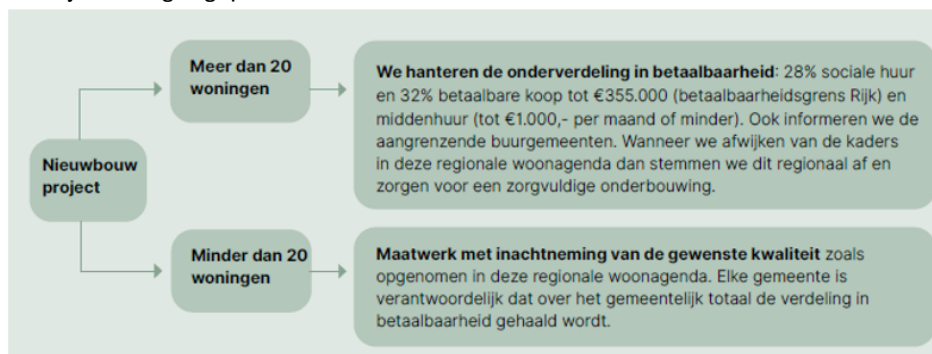 Meer dan 20
woningen
We hanteren de onderverdeling in betaalbaarheid: 28% sociale huur
en 32% betaalbare koop tot €355.000 (betaalbaarheidsgrens Rijk) en
middenhuur (tot €1.000,- per maand of minder). Ook informeren we de
aangrenzende buurgemeenten. Wanneer we afwijken van de kaders
in deze regionale woonagenda dan stemmen we dit regionaal af en
zorgen voor een zorgvuldige onderbouwing.
Nieuwbouw
project
Minder dan 20
woningen
Maatwerk met inachtneming van de gewenste kwaliteit zoals
opgenomen in deze regionale woonagenda. Elke gemeente is
verantwoordelijk dat over het gemeentelijk totaal de verdeling in
betaalbaarheid gehaald wordt.